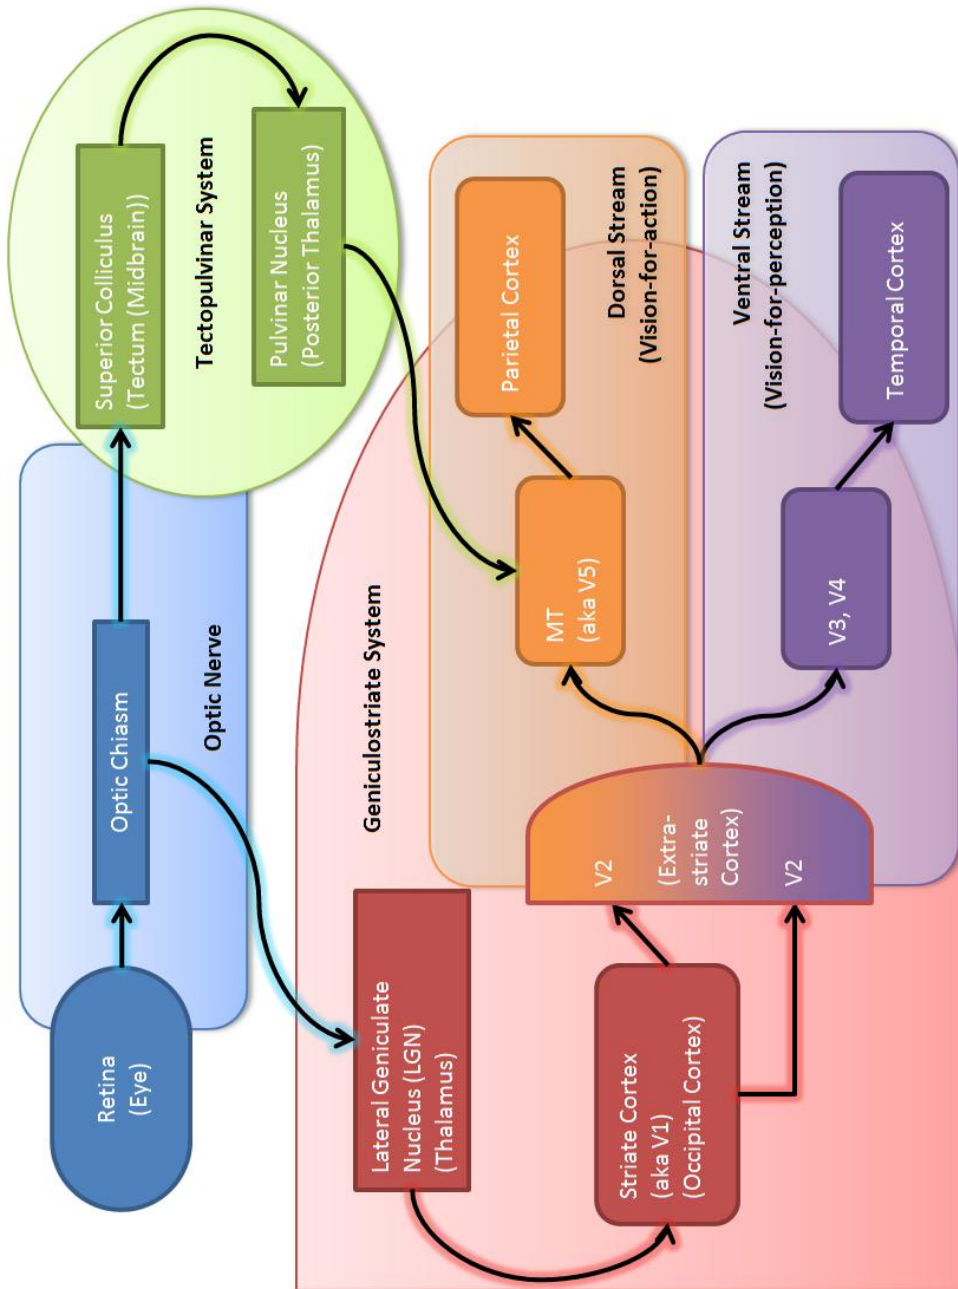 Retina
(Eye)
Optic Chiasm
Optic Nerve
Superior Colliculus
(Tectum (Midbrain))
Tectopulvinar System
Pulvinar Nucleus
(Posterior Thalamus)
Geniculostriate System
Lateral Geniculate
Nucleus (LGN)
(Thalamus)
Striate Cortex
(aka V1)
(Occipital Cortex)
V2
(Extra-
striate
Cortex)
V2
MT
(aka V5)
Parietal Cortex
Dorsal Stream
(Vision-for-action)
Ventral Stream
(Vision-for-perception)
V3, V4
Temporal Cortex